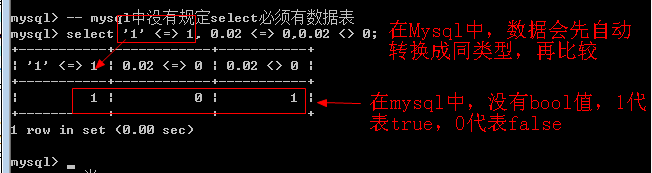 mysql> -- mysql中没有规定select必须有数据表
mysql> select '1' <=> 1, 0.02 <=> 0,0.02 <> 0;
在Mysql中，数据会先自动
转换成同类型，再比较
+-----------+------------+-----------+
| '1' <=> 1 | 0.02 <=> 0 | 0.02 <> 0 |
+-----------+------------+-----------+
| 1 | 0 | 1 |
+-----------+------------+-----------+
在mysql中，没有bool值，1代
表true，0代表false
1 row in set (0.00 sec)
mysql>